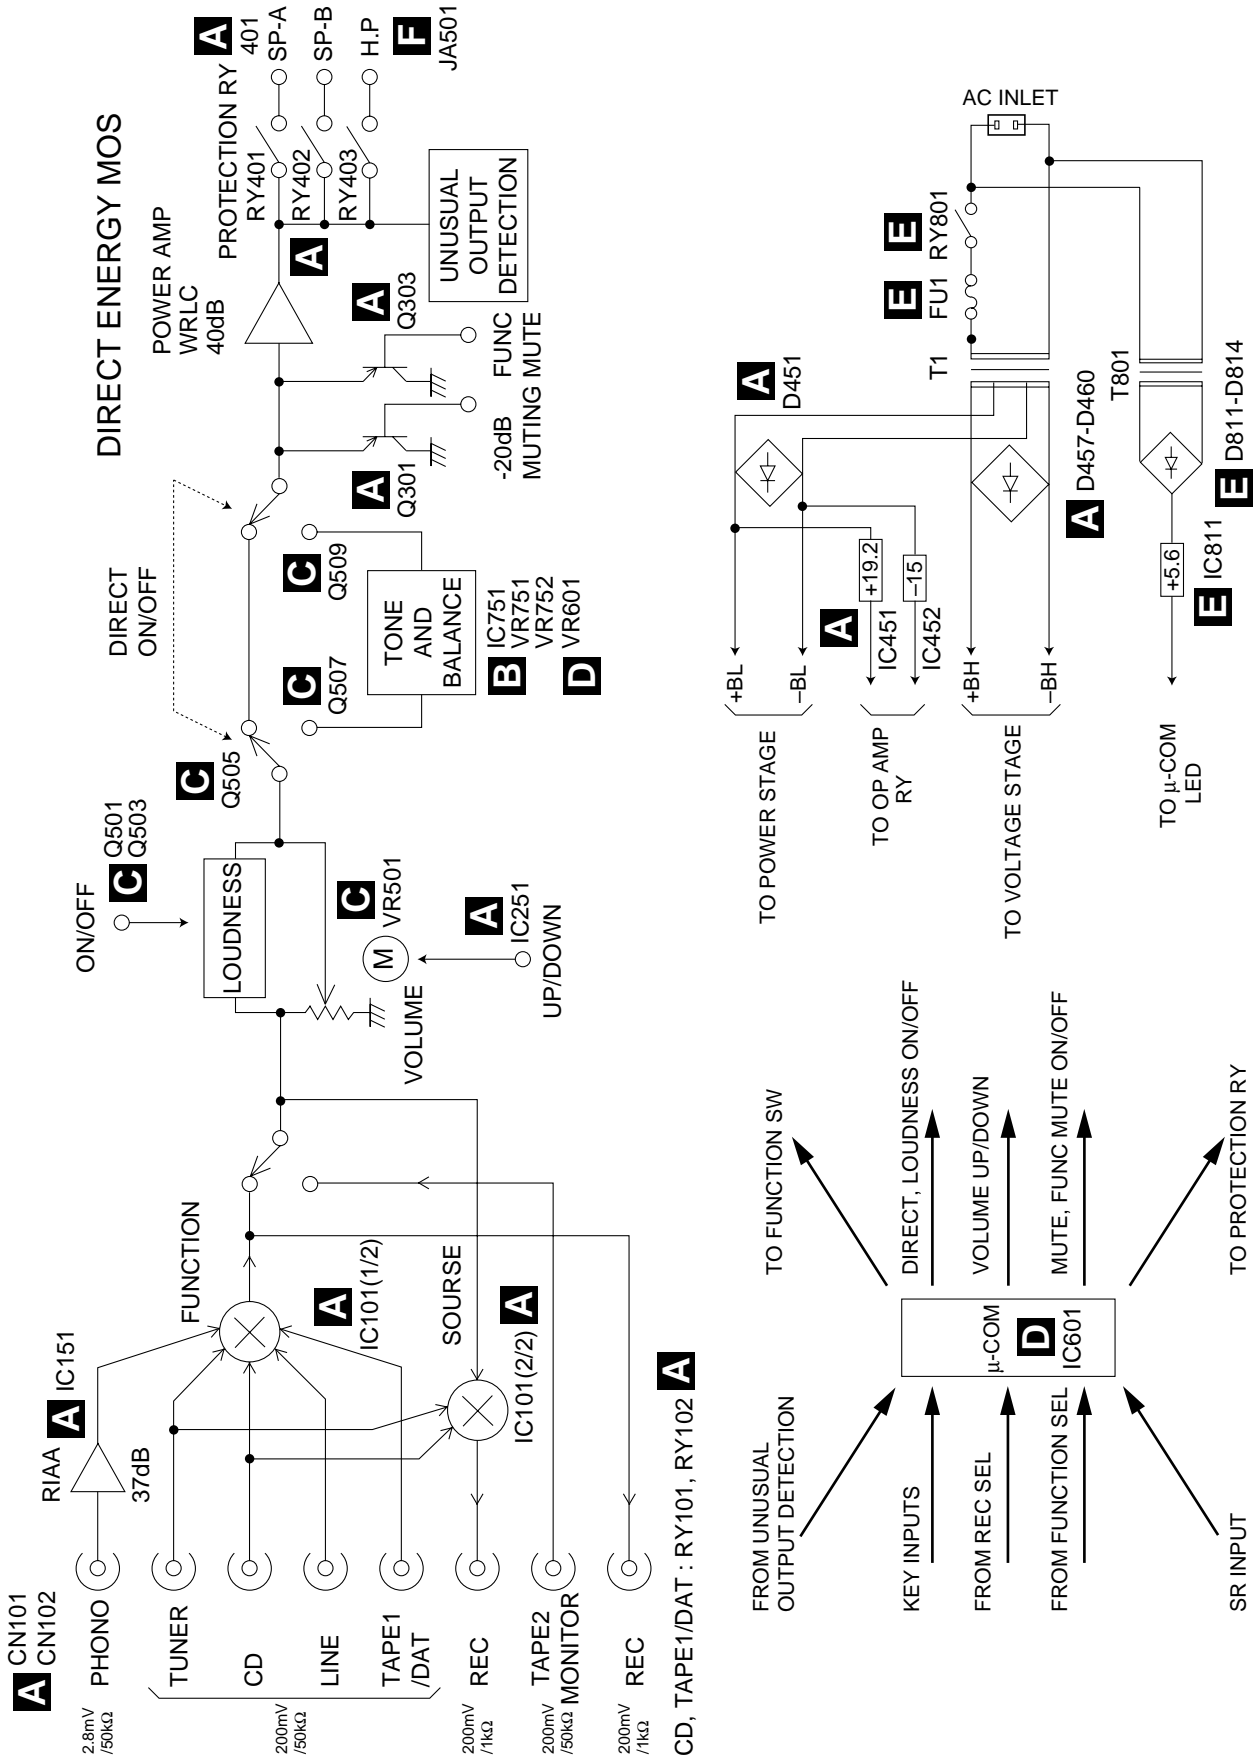 DIRECT ENERGY MOS
A CN101
CN102
PHONO
2.8mV
/50kΩ
RIAA
37dB
A IC151
TUNER
CD
LINE
TAPE1
/DAT
200mV
/50kΩ
REC
200mV
/1kΩ
TAPE2
MONITOR
200mV
/50kΩ
REC
200mV
/1kΩ
CD, TAPE1/DAT : RY101, RY102 A
FUNCTION
A
IC101(1/2)
SOURSE
IC101(2/2) A
ON/OFF
C Q501
Q503
LOUDNESS
VOLUME
M
C
VR501
A
IC251
UP/DOWN
C
Q505
DIRECT
ON/OFF
C
Q507
C
Q509
TONE
AND
BALANCE
B IC751
VR751
VR752
D VR601
A
Q301
-20dB
MUTING
A
Q303
FUNC
MUTE
POWER AMP
WRLC
40dB
A
PROTECTION RY
RY401
RY402
RY403
A
401
SP-A
SP-B
H.P
F
JA501
UNUSUAL
OUTPUT
DETECTION
FROM UNUSUAL
OUTPUT DETECTION
KEY INPUTS
FROM REC SEL
FROM FUNCTION SEL
SR INPUT
μ-COM
D
IC601
TO FUNCTION SW
DIRECT, LOUDNESS ON/OFF
VOLUME UP/DOWN
MUTE, FUNC MUTE ON/OFF
TO PROTECTION RY
TO POWER STAGE
+BL
–BL
TO OP AMP
RY
A
IC451
+19.2
IC452
–15
TO VOLTAGE STAGE
+BH
–BH
TO μ-COM
LED
A
D451
A D457-D460
+5.6
E IC811
E D811-D814
T1
T801
E
FU1
E
RY801
AC INLET